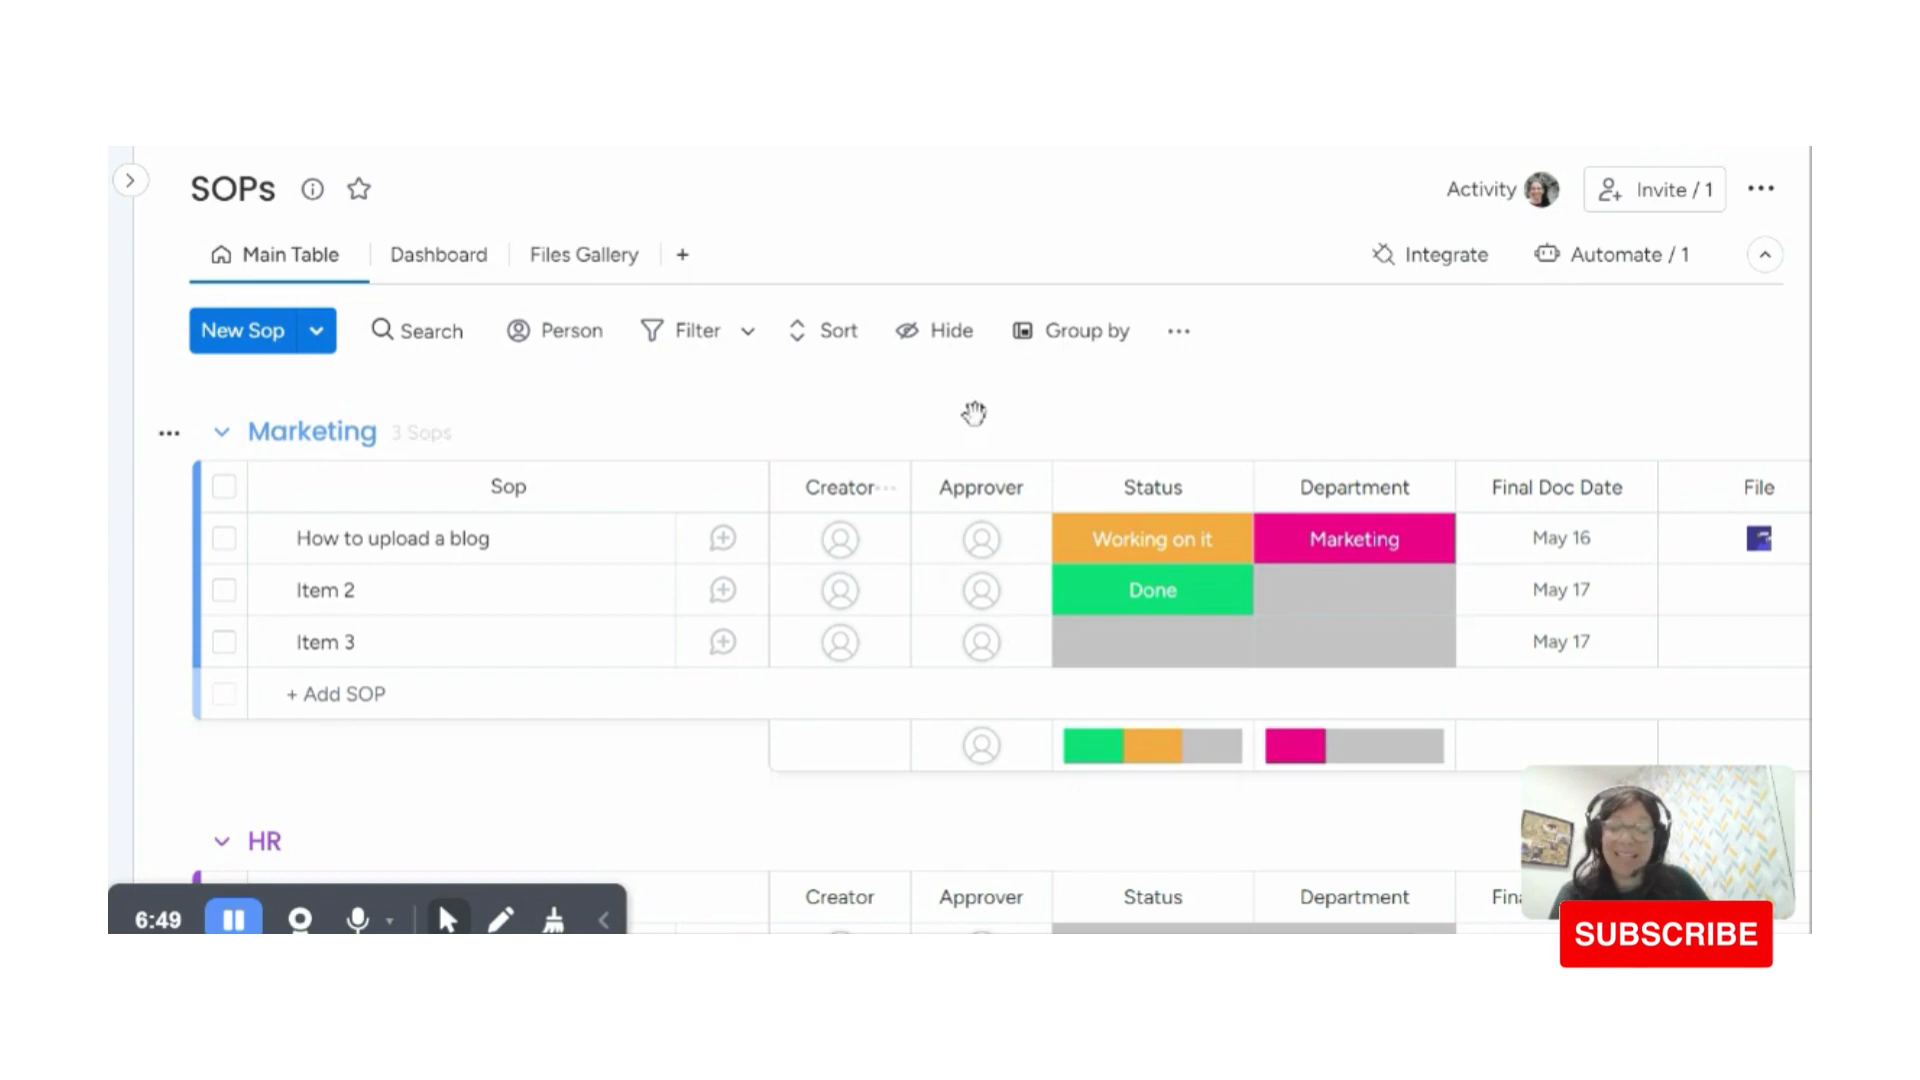 SOPs
Activity
Invite / 1
Main Table
Dashboard
Files Gallery
+
Integrate
Automate / 1
New Sop
Search
Person
Filter
Sort
Hide
Group by
Marketing 3 Sops
Sop Creator Approver Status Department Final Doc Date File
How to upload a blog Working on it Marketing May 16
Item 2 Done May 17
Item 3 May 17
+ Add SOP
HR
Creator Approver Status Department Fin
6:49
SUBSCRIBE